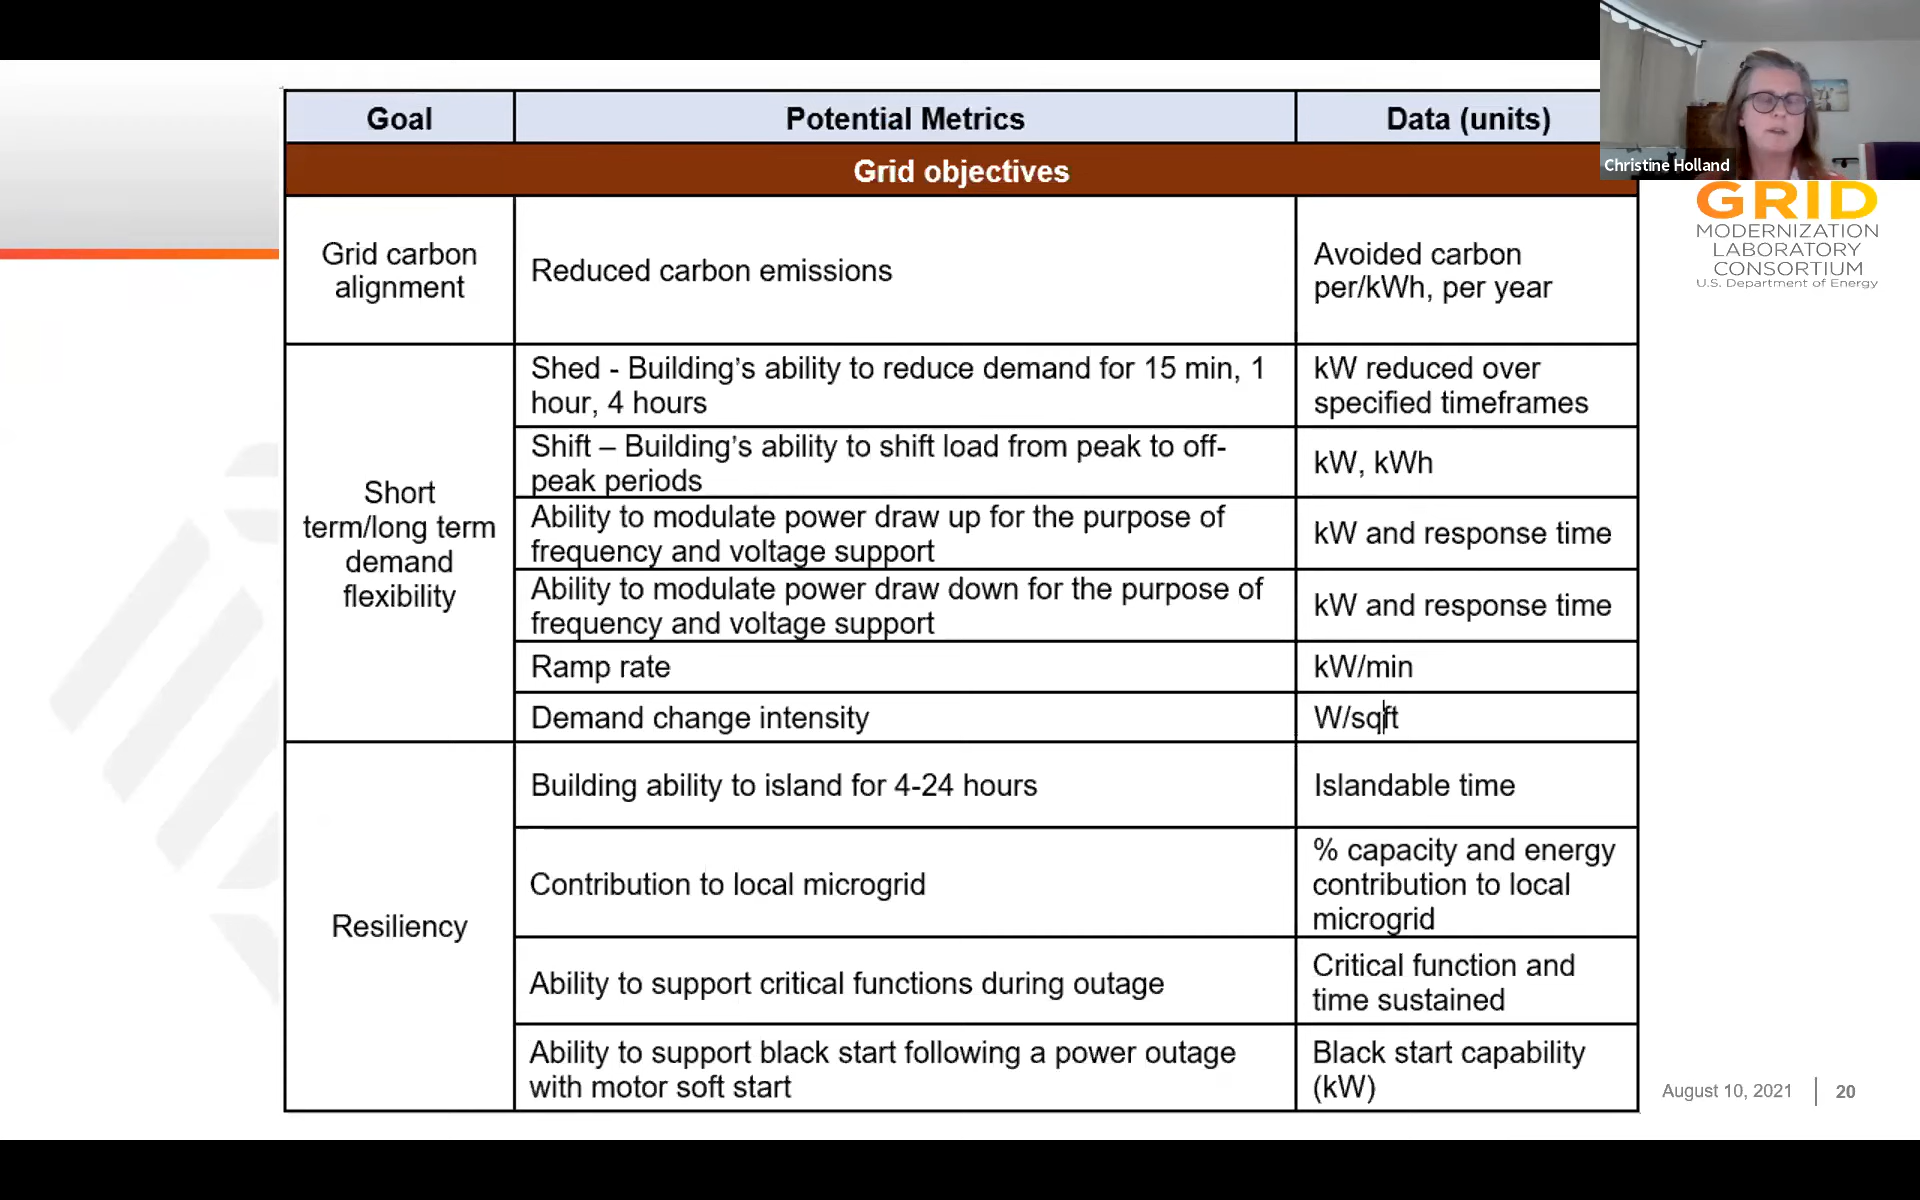 Goal Potential Metrics Data (units)
Christine Holland
Grid objectives
GRID
MODERNIZATION
LABORATORY
CONSORTIUM
U.S. Department of Energy
Grid carbon
alignment
Reduced carbon emissions
Avoided carbon
per/kWh, per year
Short
term/long term
demand
flexibility
Shed - Building's ability to reduce demand for 15 min, 1
hour, 4 hours
kW reduced over
specified timeframes
Shift – Building's ability to shift load from peak to off-
peak periods
kW, kWh
Ability to modulate power draw up for the purpose of
frequency and voltage support
kW and response time
Ability to modulate power draw down for the purpose of
frequency and voltage support
kW and response time
Ramp rate
kW/min
Demand change intensity
W/sqft
Resiliency
Building ability to island for 4-24 hours
Islandable time
Contribution to local microgrid
% capacity and energy
contribution to local
microgrid
Ability to support critical functions during outage
Critical function and
time sustained
Ability to support black start following a power outage
with motor soft start
Black start capability
(kW)
August 10, 2021 20